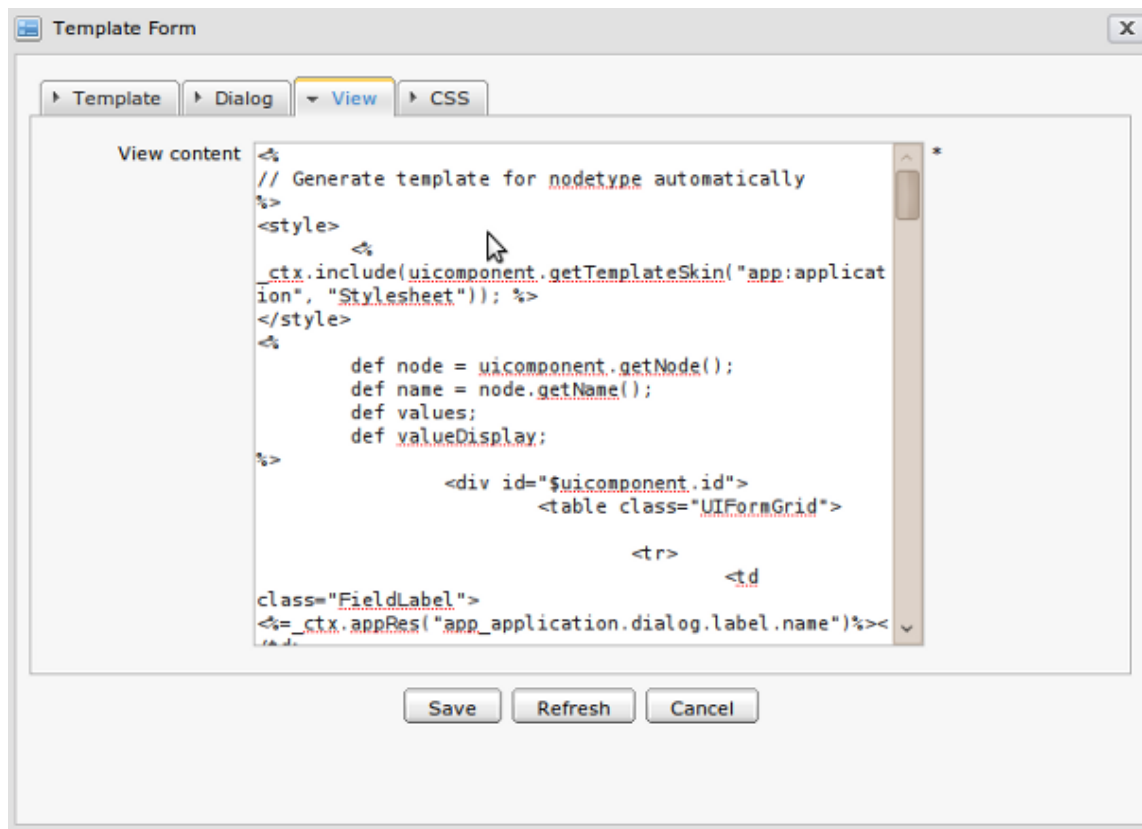 Template Form
X
Template Dialog View CSS
View content <% *
// Generate template for nodetype automatically
%>
<style>
<%
_ctx.include(uicomponent.getTemplateSkin("app:applicat
ion", "Stylesheet")); %>
</style>
<%
def node = uicomponent.getNode();
def name = node.getName();
def values;
def valueDisplay;
%>
<div id="$uicomponent.id">
<table class="UIFormGrid">
<tr>
<td
class="FieldLabel">
<%=_ctx.appRes("app_application.dialog.label.name")%><
Save Refresh Cancel